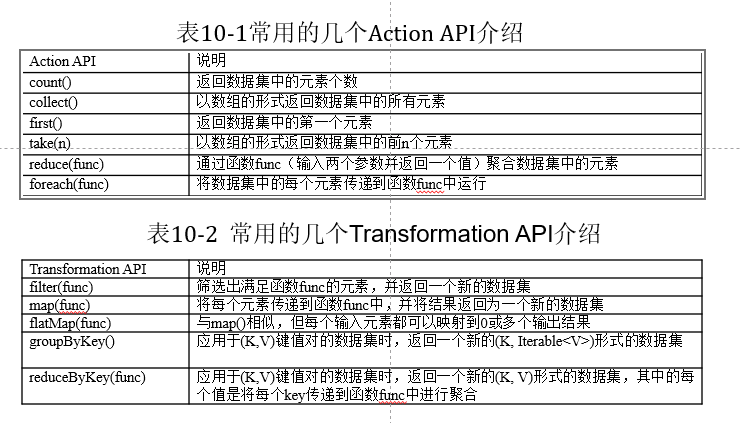 表10-1常用的几个Action API介绍
Action API 说明
count() 返回数据集中的元素个数
collect() 以数组的形式返回数据集中的所有元素
first() 返回数据集中的第一个元素
take(n) 以数组的形式返回数据集中的前n个元素
reduce(func) 通过函数func（输入两个参数并返回一个值）聚合数据集中的元素
foreach(func) 将数据集中的每个元素传递到函数func中运行
表10-2 常用的几个Transformation API介绍
Transformation API 说明
filter(func) 筛选出满足函数func的元素，并返回一个新的数据集
map(func) 将每个元素传递到函数func中，并将结果返回为一个新的数据集
flatMap(func) 与map()相似，但每个输入元素都可以映射到0或多个输出结果
groupByKey() 应用于(K,V)键值对的数据集时，返回一个新的(K, Iterable<V>)形式的数据集
reduceByKey(func) 应用于(K,V)键值对的数据集时，返回一个新的(K, V)形式的数据集，其中的每
个值是将每个key传递到函数func中进行聚合